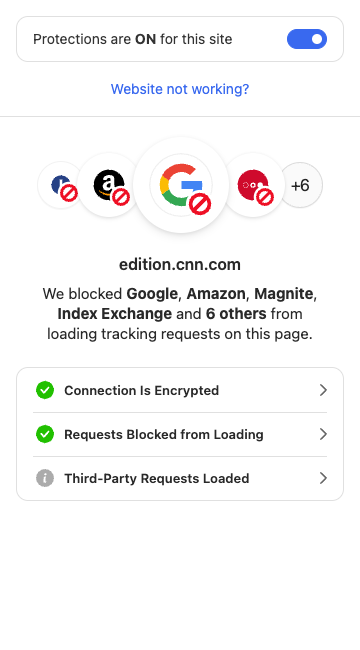 Protections are ON for this site
Website not working?
+6
edition.cnn.com
We blocked Google, Amazon, Magnite,
Index Exchange and 6 others from
loading tracking requests on this page.
Connection Is Encrypted
Requests Blocked from Loading
Third-Party Requests Loaded